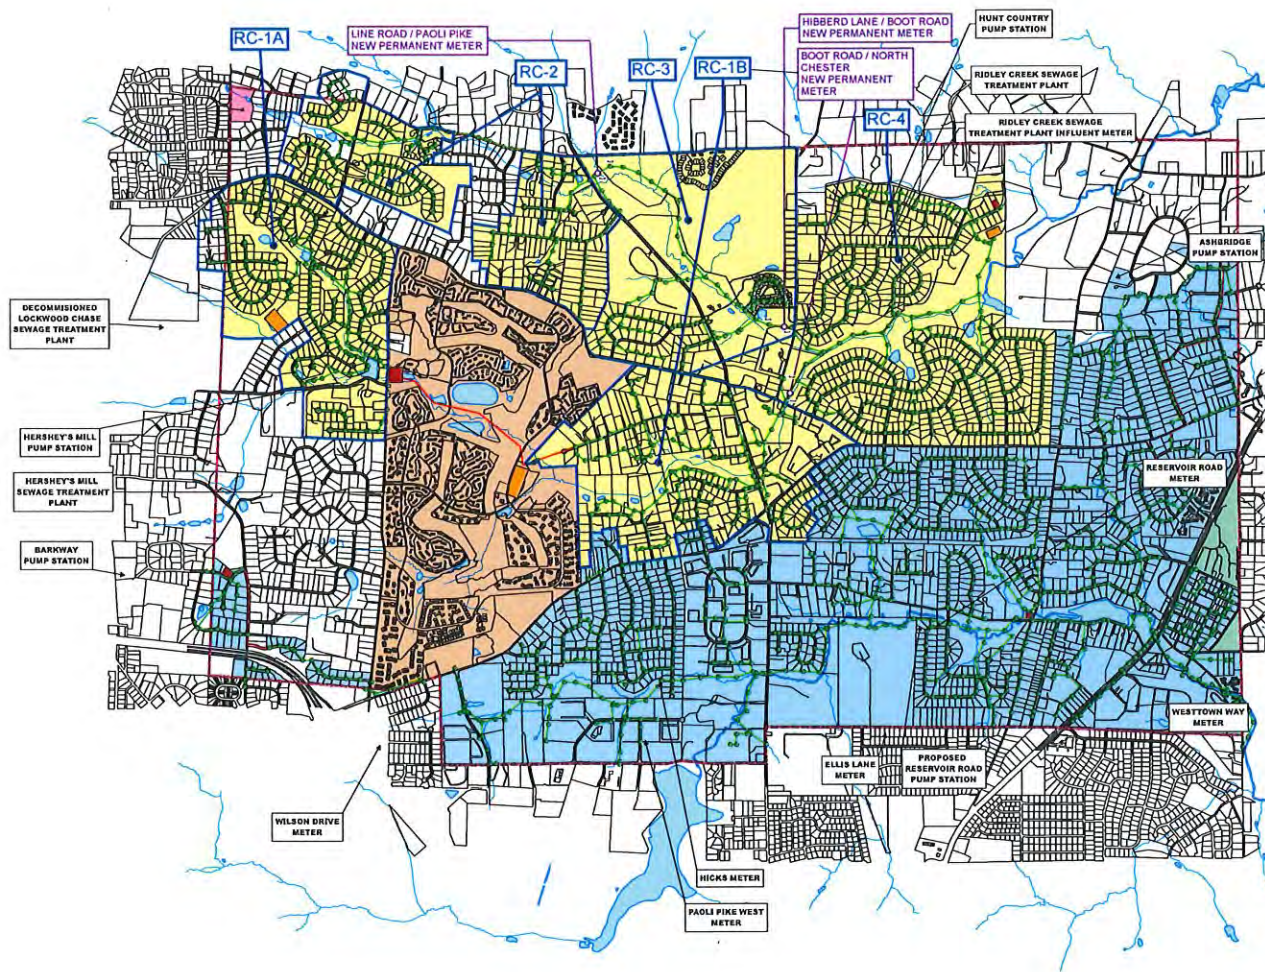 RC-1A
LINE ROAD / PAOLI PIKE
NEW PERMANENT METER
RC-2
RC-3
RC-1B
HIBBERD LANE / BOOT ROAD
NEW PERMANENT METER
BOOT ROAD / NORTH
CHESTER
NEW PERMANENT
METER
HUNT COUNTRY
PUMP STATION
RIDLEY CREEK SEWAGE
TREATMENT PLANT
RC-4
RIDLEY CREEK SEWAGE
TREATMENT PLANT INFLUENT METER
ASHBRIDGE
PUMP STATION
DECOMMISIONED
LOCKWOOD CHASE
SEWAGE TREATMENT
PLANT
HERSHEY'S MILL
PUMP STATION
HERSHEY'S MILL
SEWAGE TREATMENT
PLANT
RESERVOIR ROAD
METER
BARKWAY
PUMP STATION
WESTTOWN WAY
METER
ELLIS LANE
METER
PROPOSED
RESERVOIR ROAD
PUMP STATION
WILSON DRIVE
METER
HICKS METER
PAOLI PIKE WEST
METER